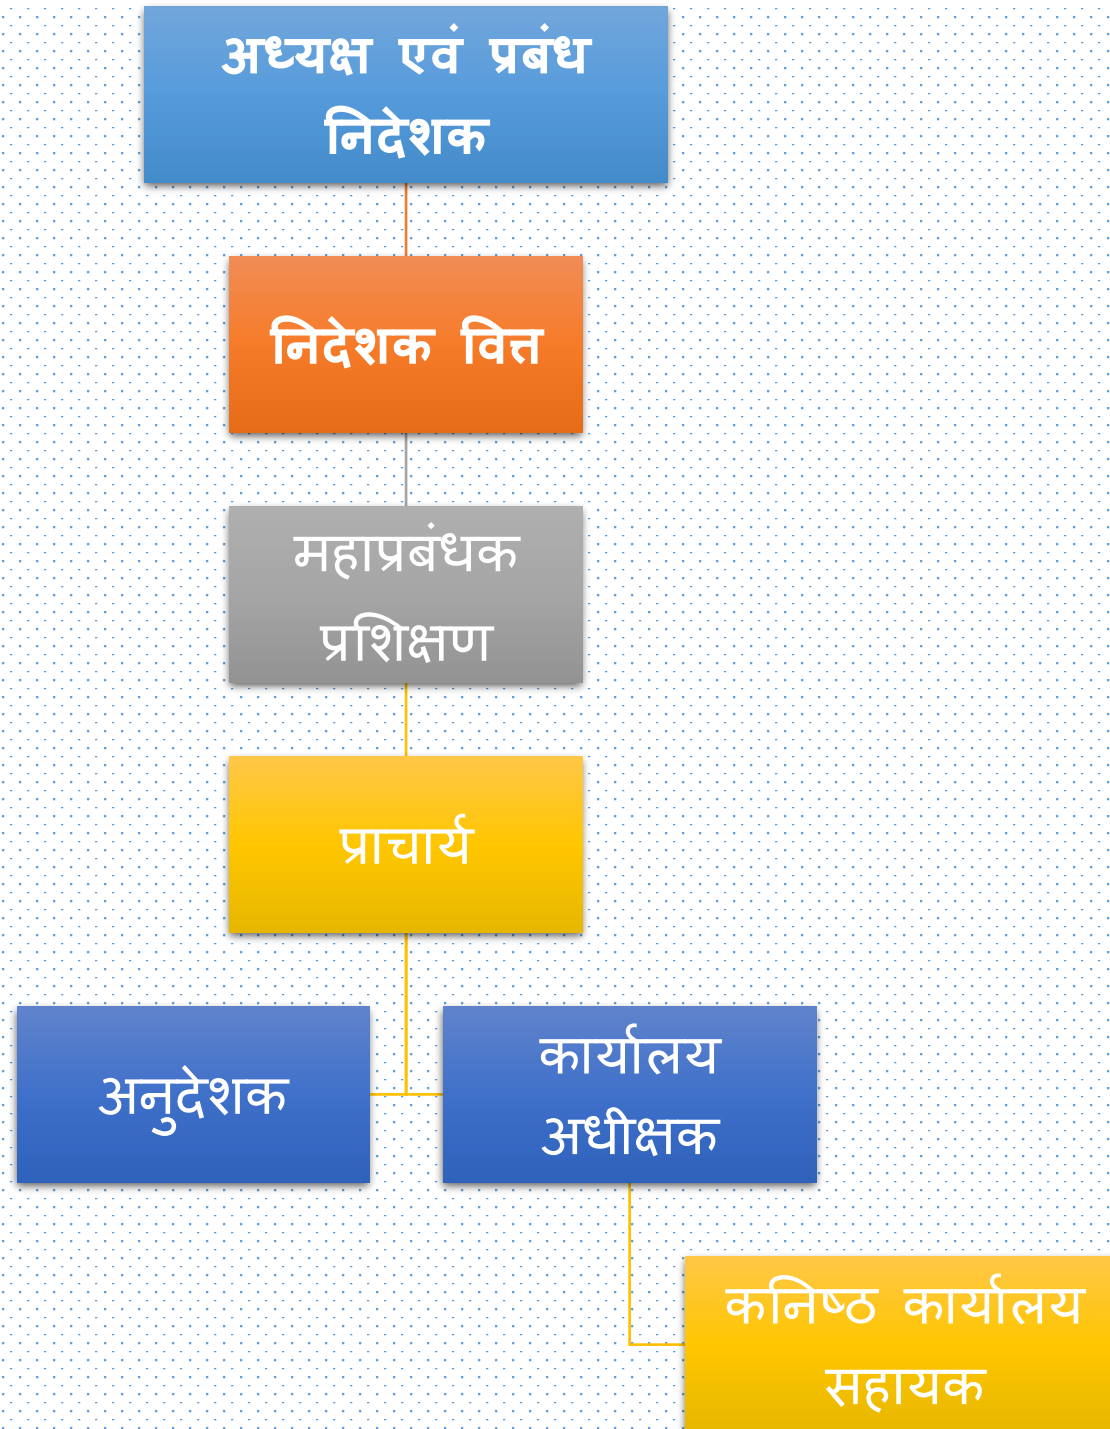 अध्यक्ष एवं प्रबंध
निदेशक
निदेशक वित्त
महाप्रबंधक
प्रशिक्षण
प्राचार्य
अनुदेशक
कार्यालय
अधीक्षक
कनिष्ठ कार्यालय
सहायक